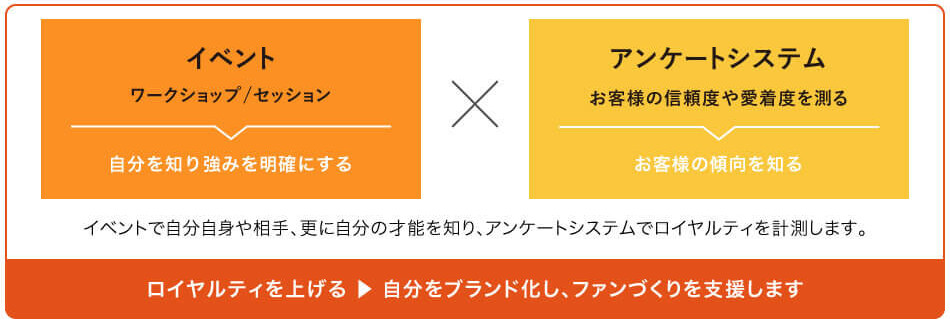 イベント
ワークショップ/セッション
自分を知り強みを明確にする
×
アンケートシステム
お客様の信頼度や愛着度を測る
お客様の傾向を知る
イベントで自分自身や相手、更に自分の才能を知り、アンケートシステムでロイヤルティを計測します。
ロイヤルティを上げる ▶ 自分をブランド化し、ファンづくりを支援します